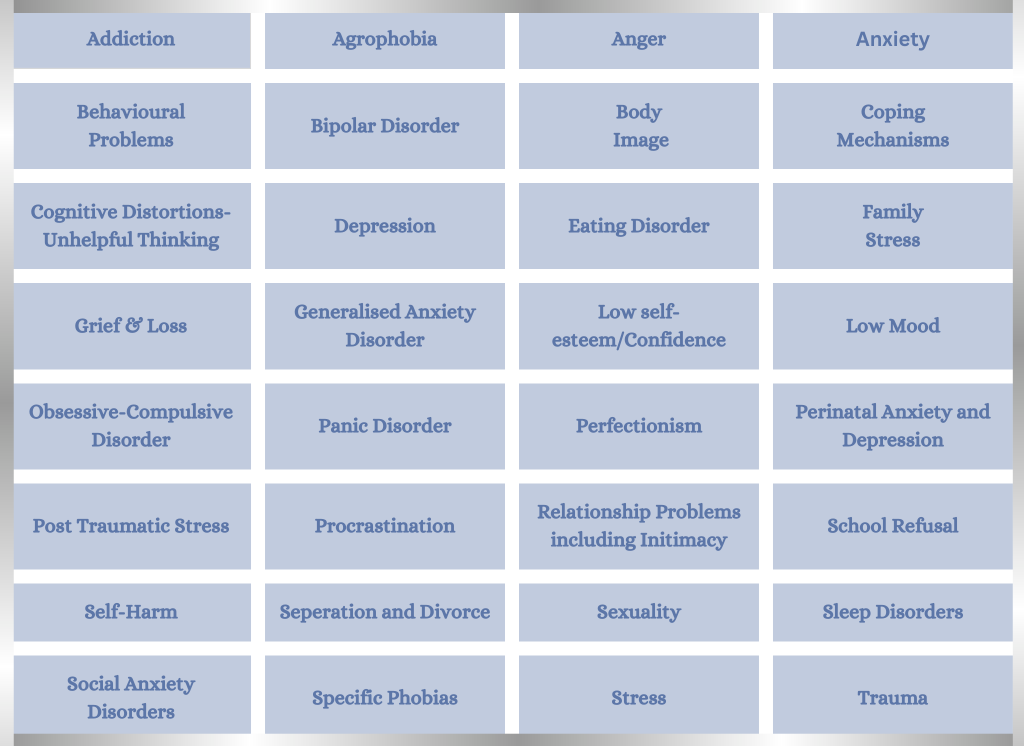 Addiction
Agrophobia
Anger
Anxiety
Behavioural
Problems
Bipolar Disorder
Body
Image
Coping
Mechanisms
Cognitive Distortions-
Unhelpful Thinking
Depression
Eating Disorder
Family
Stress
Grief & Loss
Generalised Anxiety
Disorder
Low self-
esteem/Confidence
Low Mood
Obsessive-Compulsive
Disorder
Panic Disorder
Perfectionism
Perinatal Anxiety and
Depression
Post Traumatic Stress
Procrastination
Relationship Problems
including Initimacy
School Refusal
Self-Harm
Seperation and Divorce
Sexuality
Sleep Disorders
Social Anxiety
Disorders
Specific Phobias
Stress
Trauma